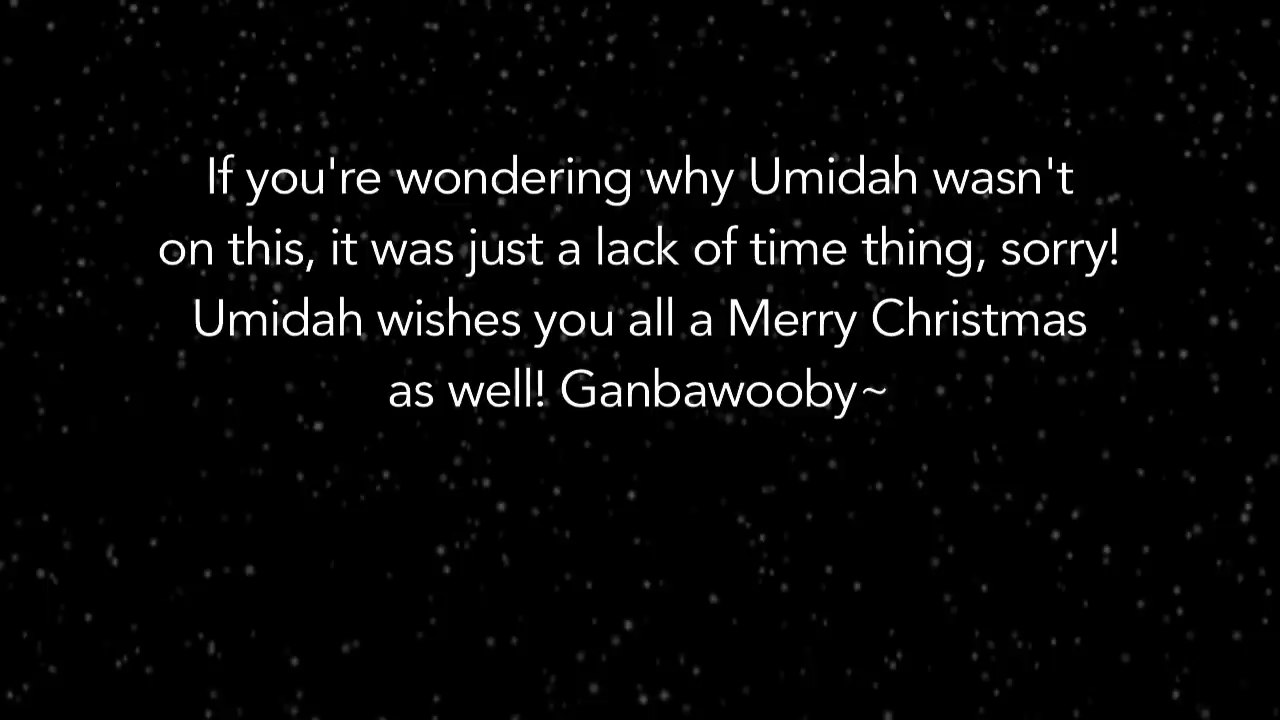 If you're wondering why Umidah wasn't
on this, it was just a lack of time thing, sorry!
Umidah wishes you all a Merry Christmas
as well! Ganbawooby~